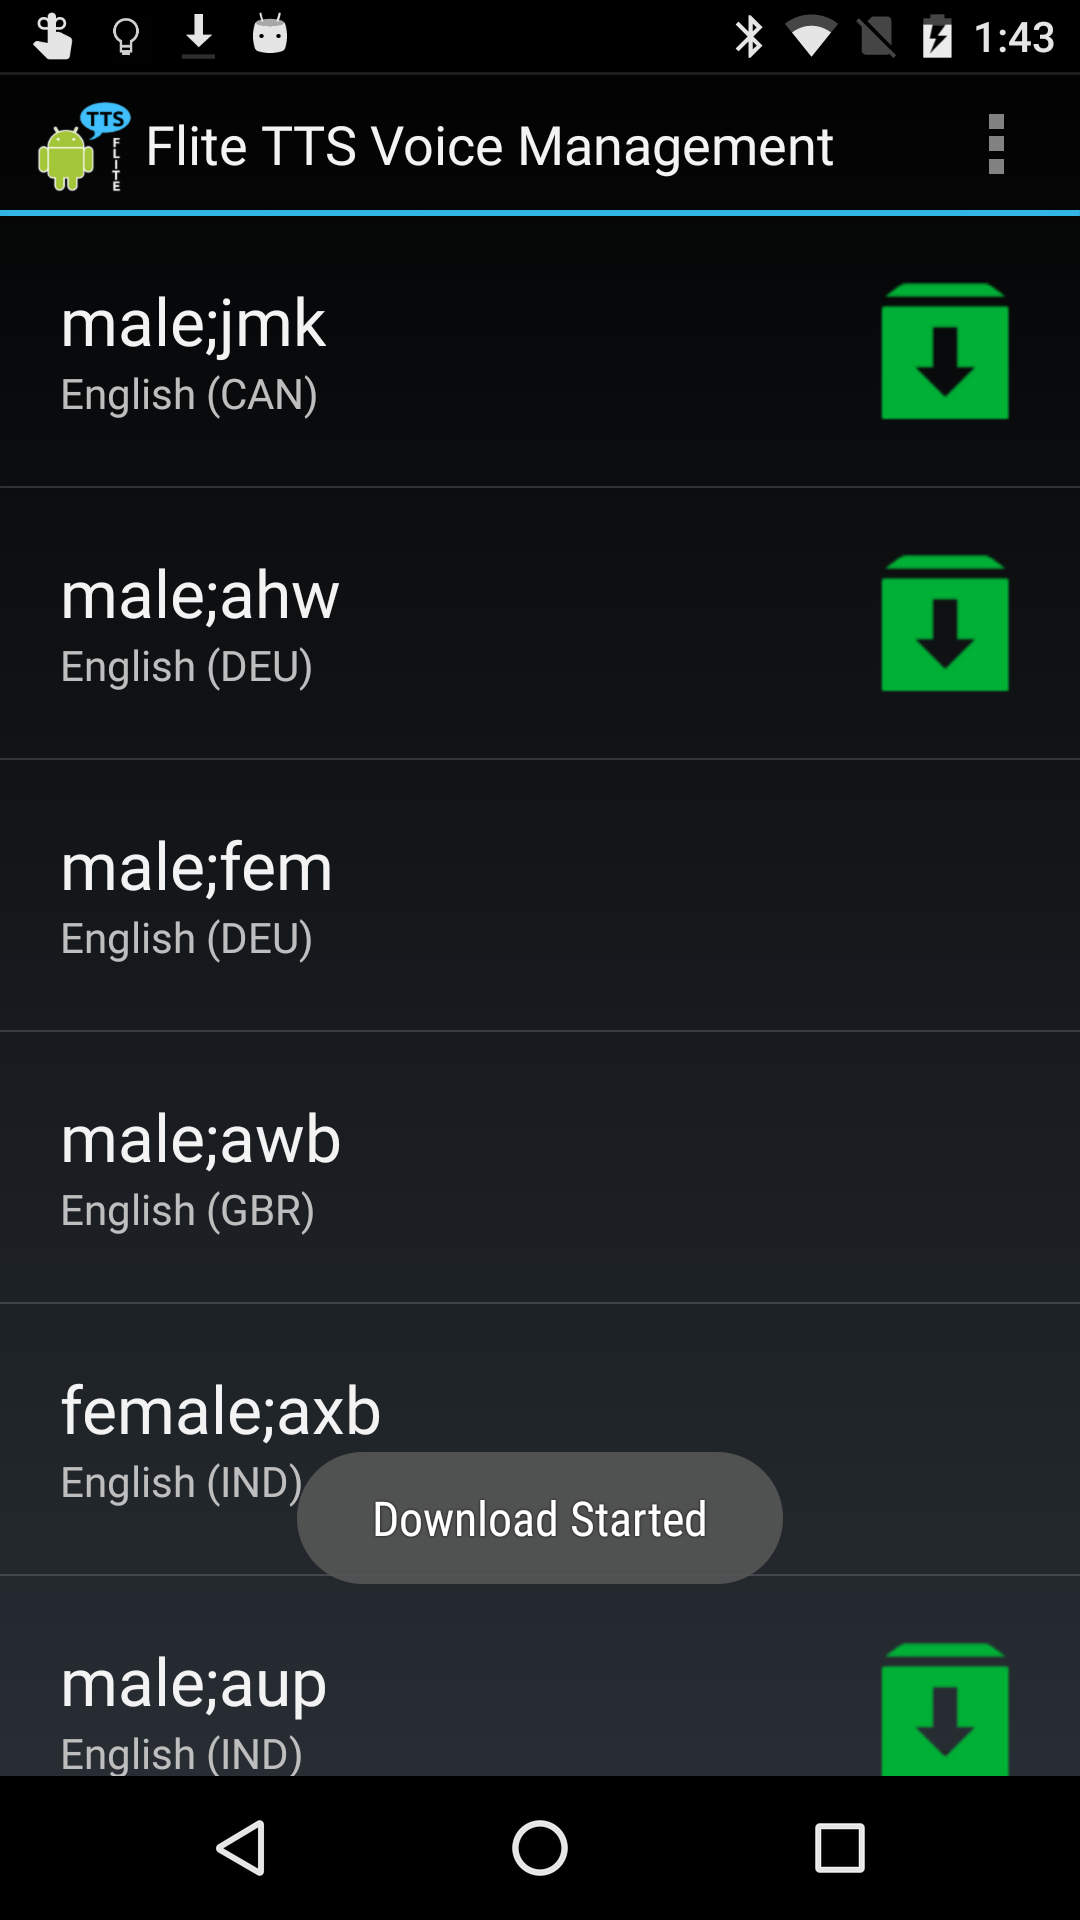 1:43
TTS
FLITE
Flite TTS Voice Management
male;jmk
English (CAN)
male;ahw
English (DEU)
male;fem
English (DEU)
male;awb
English (GBR)
female;axb
English (IND)
Download Started
male;aup
English (IND)